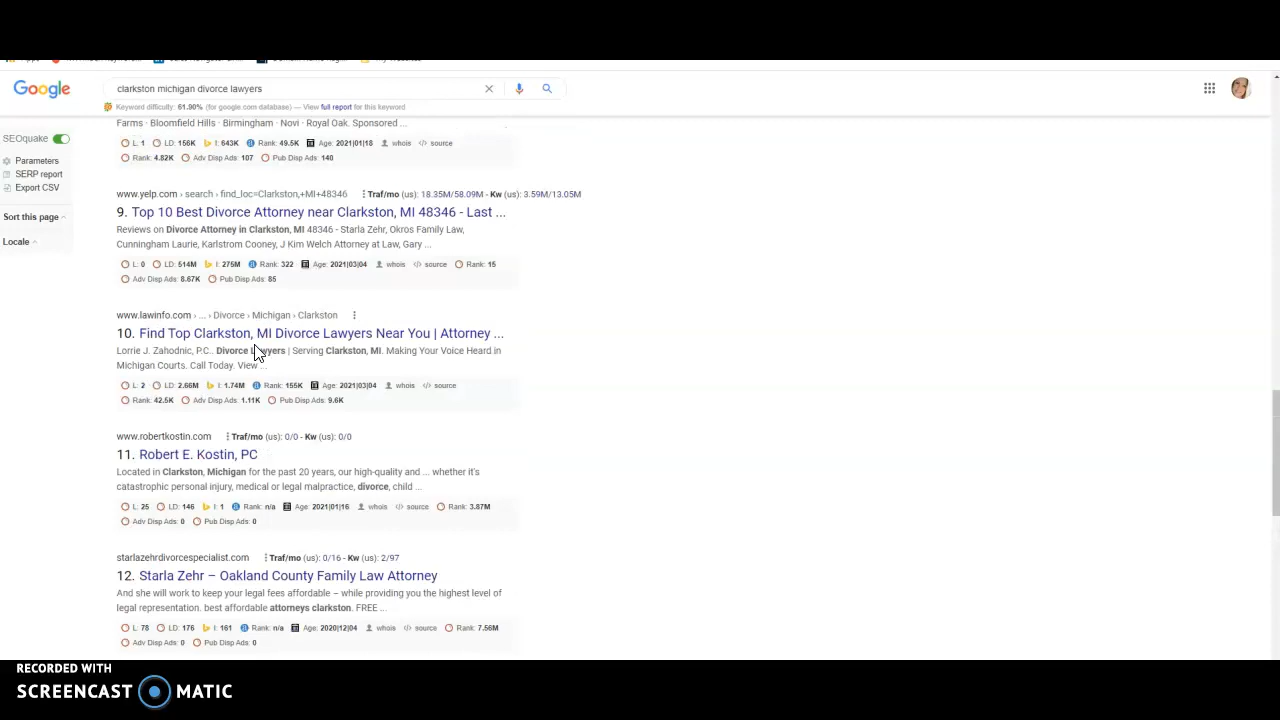 Google
clarkston michigan divorce lawyers
Keyword difficulty: 61.90% (for google.com database) — View full report for this keyword
SEOquake
Parameters
SERP report
Export CSV
Sort this page
Locale
Farms · Bloomfield Hills · Birmingham · Novi · Royal Oak. Sponsored ...
L: 1 LD: 156K I: 643K Rank: 49.5K Age: 2021|01|18 whois source
Rank: 4.82K Adv Disp Ads: 107 Pub Disp Ads: 140
www.yelp.com › search › find_loc=Clarkston,+MI+48346 Traf/mo (us): 18.35M/58.09M - Kw (us): 3.59M/13.05M
9. Top 10 Best Divorce Attorney near Clarkston, MI 48346 - Last ...
Reviews on Divorce Attorney in Clarkston, MI 48346 - Starla Zehr, Okros Family Law,
Cunningham Laurie, Karlstrom Cooney, J Kim Welch Attorney at Law, Gary ...
L: 0 LD: 514M I: 275M Rank: 322 Age: 2021|03|04 whois source Rank: 15
Adv Disp Ads: 8.67K Pub Disp Ads: 85
www.lawinfo.com › ... › Divorce › Michigan › Clarkston
10. Find Top Clarkston, MI Divorce Lawyers Near You | Attorney ...
Lorrie J. Zahodnic, P.C.. Divorce Lawyers | Serving Clarkston, MI. Making Your Voice Heard in
Michigan Courts. Call Today. View ...
L: 2 LD: 2.66M I: 1.74M Rank: 155K Age: 2021|03|04 whois source
Rank: 42.5K Adv Disp Ads: 1.11K Pub Disp Ads: 9.6K
www.robertkostin.com Traf/mo (us): 0/0 - Kw (us): 0/0
11. Robert E. Kostin, PC
Located in Clarkston, Michigan for the past 20 years, our high-quality and ... whether it's
catastrophic personal injury, medical or legal malpractice, divorce, child ...
L: 25 LD: 146 I: 1 Rank: n/a Age: 2021|01|16 whois source Rank: 3.87M
Adv Disp Ads: 0 Pub Disp Ads: 0
starlazehrdivorcespecialist.com Traf/mo (us): 0/16 - Kw (us): 2/97
12. Starla Zehr – Oakland County Family Law Attorney
And she will work to keep your legal fees affordable – while providing you the highest level of
legal representation. best affordable attorneys clarkston. FREE ...
L: 78 LD: 176 I: 161 Rank: n/a Age: 2020|12|04 whois source Rank: 7.56M
Adv Disp Ads: 0 Pub Disp Ads: 0
RECORDED WITH
SCREENCAST MATIC